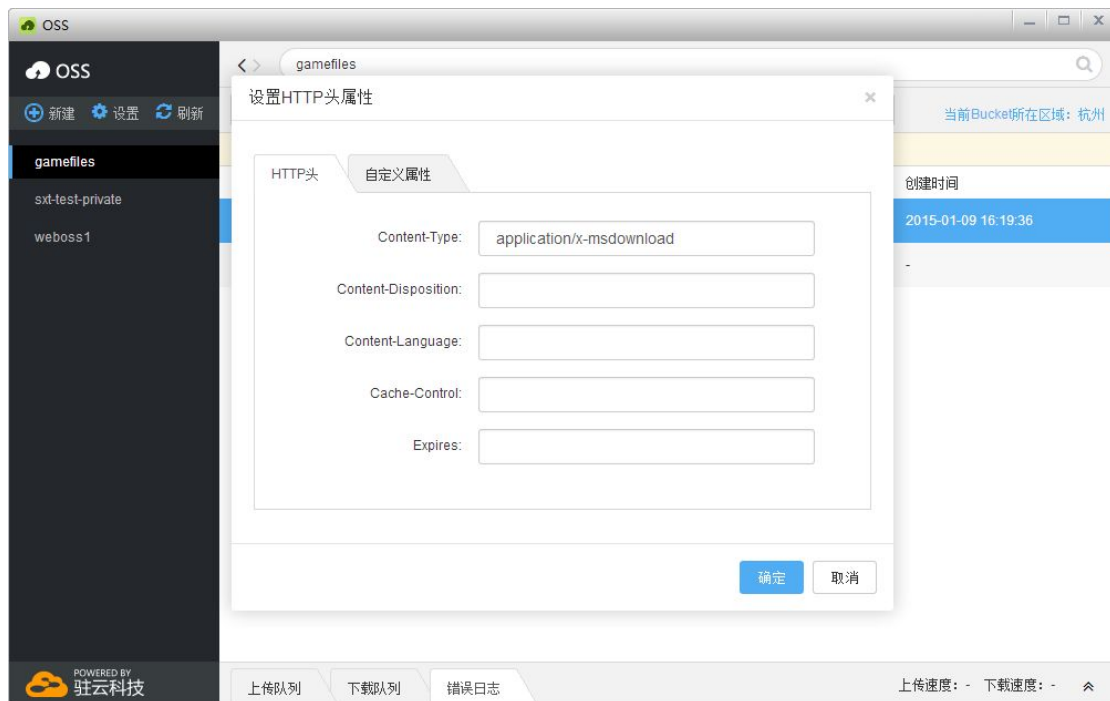 OSS
OSS
新建 设置 刷新
gamefiles
sxt-test-private
weboss1
POWERED BY
驻云科技
gamefiles
当前Bucket所在区域：杭州
创建时间
2015-01-09 16:19:36
-
设置HTTP头属性
HTTP头 自定义属性
Content-Type: application/x-msdownload
Content-Disposition:
Content-Language:
Cache-Control:
Expires:
确定 取消
上传队列 下载队列 错误日志
上传速度：- 下载速度：-